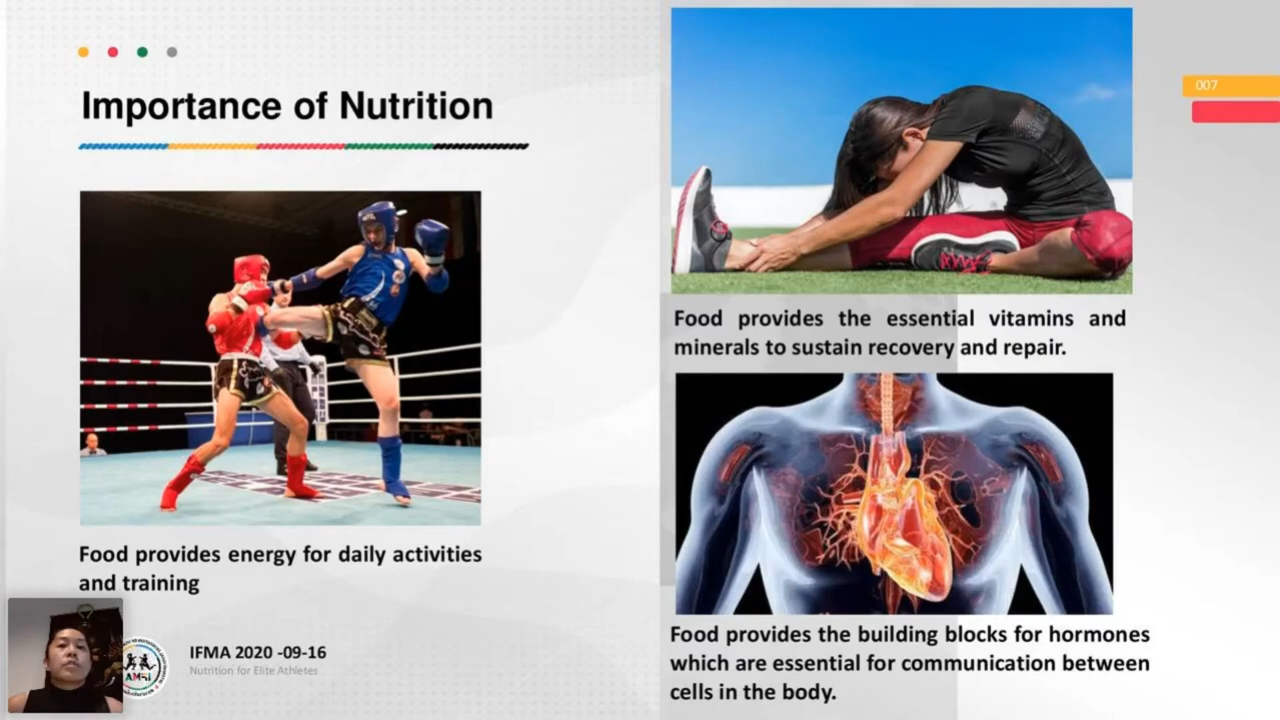 Importance of Nutrition
Food provides energy for daily activities
and training
IFMA 2020 -09-16
Nutrition for Elite Athletes
AMRI
007
Food provides the essential vitamins and
minerals to sustain recovery and repair.
Food provides the building blocks for hormones
which are essential for communication between
cells in the body.